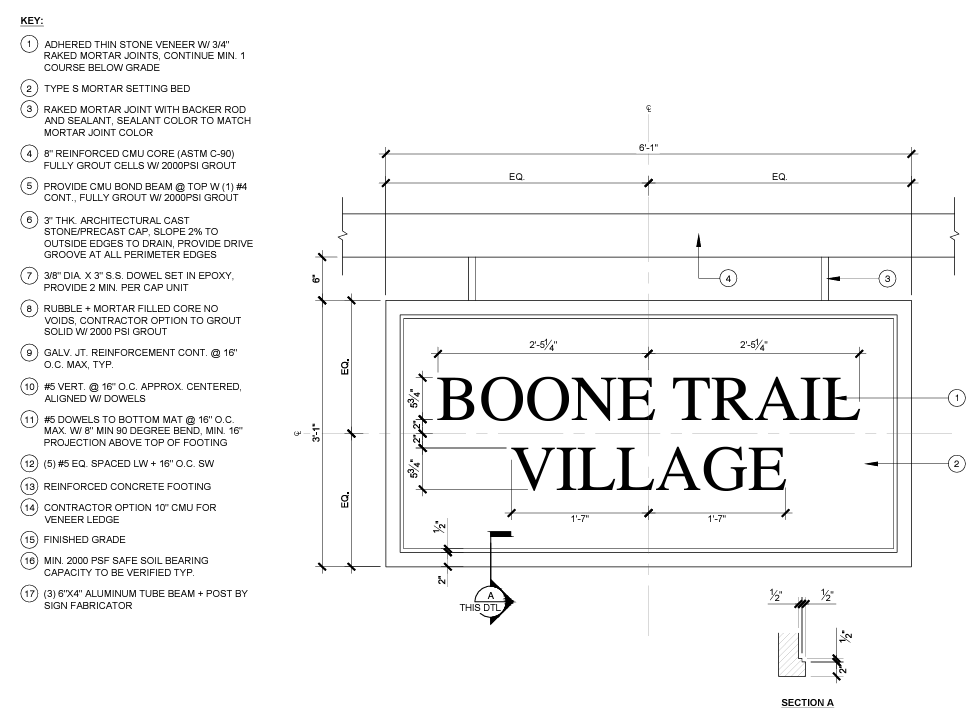 KEY:
1 ADHERED THIN STONE VENEER W/ 3/4"
RAKED MORTAR JOINTS, CONTINUE MIN. 1
COURSE BELOW GRADE
2 TYPE S MORTAR SETTING BED
3 RAKED MORTAR JOINT WITH BACKER ROD
AND SEALANT, SEALANT COLOR TO MATCH
MORTAR JOINT COLOR
4 8" REINFORCED CMU CORE (ASTM C-90)
FULLY GROUT CELLS W/ 2000PSI GROUT
5 PROVIDE CMU BOND BEAM @ TOP W (1) #4
CONT., FULLY GROUT W/ 2000PSI GROUT
6 3" THK. ARCHITECTURAL CAST
STONE/PRECAST CAP, SLOPE 2% TO
OUTSIDE EDGES TO DRAIN, PROVIDE DRIVE
GROOVE AT ALL PERIMETER EDGES
7 3/8" DIA. X 3" S.S. DOWEL SET IN EPOXY,
PROVIDE 2 MIN. PER CAP UNIT
8 RUBBLE + MORTAR FILLED CORE NO
VOIDS, CONTRACTOR OPTION TO GROUT
SOLID W/ 2000 PSI GROUT
9 GALV. JT. REINFORCEMENT CONT. @ 16"
O.C. MAX, TYP.
10 #5 VERT. @ 16" O.C. APPROX. CENTERED,
ALIGNED W/ DOWELS
11 #5 DOWELS TO BOTTOM MAT @ 16" O.C.
MAX. W/ 8" MIN 90 DEGREE BEND, MIN. 16"
PROJECTION ABOVE TOP OF FOOTING
12 (5) #5 EQ. SPACED LW + 16" O.C. SW
13 REINFORCED CONCRETE FOOTING
14 CONTRACTOR OPTION 10" CMU FOR
VENEER LEDGE
15 FINISHED GRADE
16 MIN. 2000 PSF SAFE SOIL BEARING
CAPACITY TO BE VERIFIED TYP.
17 (3) 6"X4" ALUMINUM TUBE BEAM + POST BY
SIGN FABRICATOR
℄
6'-1"
EQ. EQ.
6"
4 3
2'-5¼" 2'-5¼"
EQ.
5¾"
BOONE TRAIL
1
℄
3'-1"
2" 2"
VILLAGE
2
5¾"
EQ.
1'-7" 1'-7"
½"
2"
A
THIS DTL
½" ½"
½"
2"
SECTION A